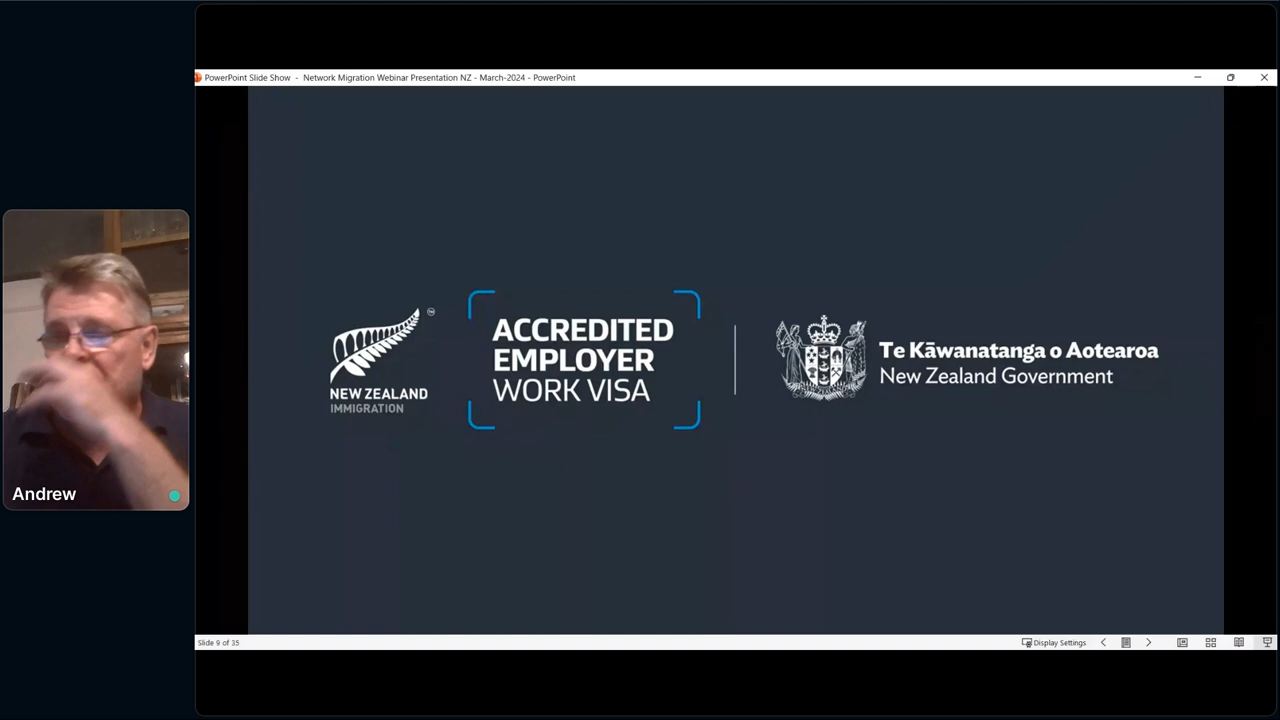 PowerPoint Slide Show - Network Migration Webinar Presentation NZ - March-2024 - PowerPoint
NEW ZEALAND
IMMIGRATION
ACCREDITED
EMPLOYER
WORK VISA
Te Kāwanatanga o Aotearoa
New Zealand Government
Andrew
Slide 9 of 35
Display Settings